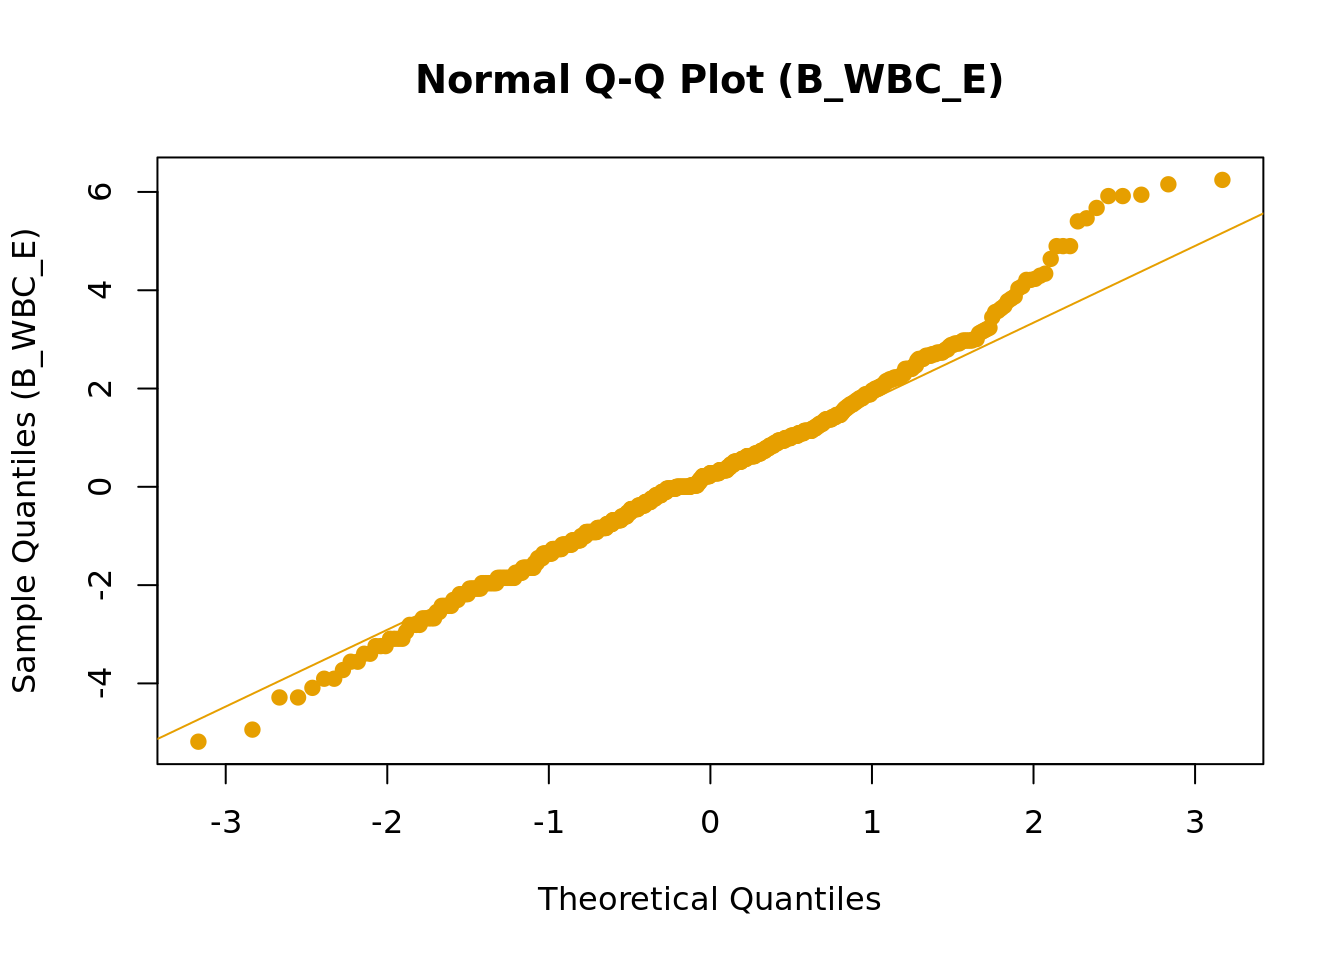 Normal Q-Q Plot (B_WBC_E)
Sample Quantiles (B_WBC_E)
6
4
2
0
-2
-4
-3 -2 -1 0 1 2 3
Theoretical Quantiles